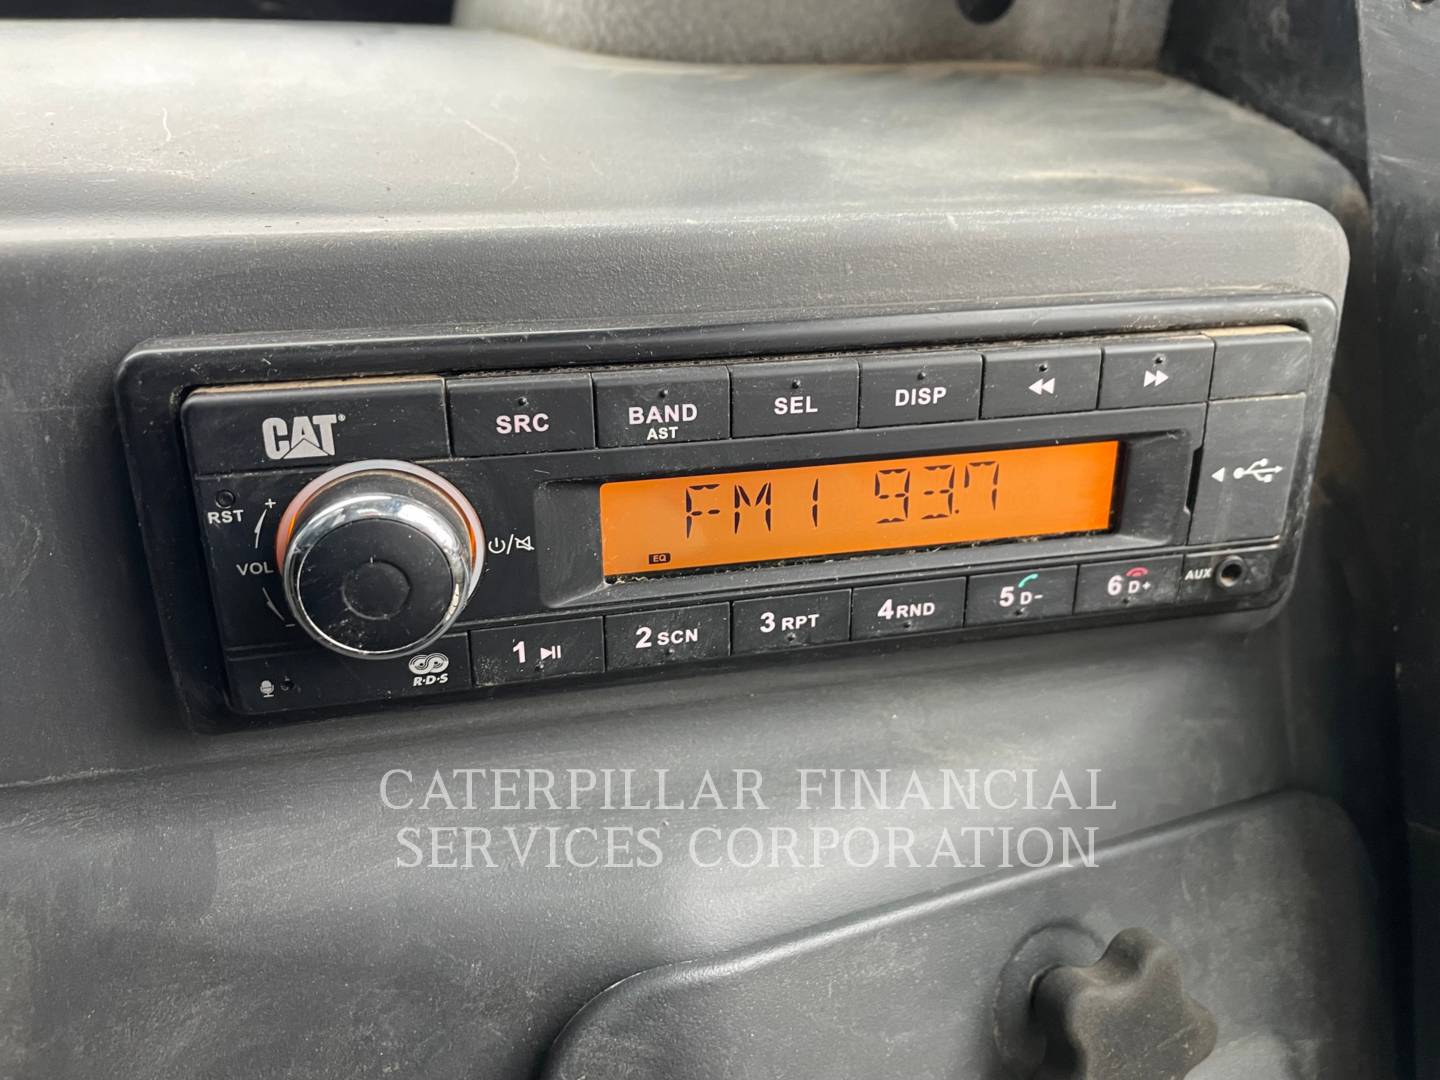 CAT®
SRC
BAND
AST
SEL
DISP
RST
+
VOL
-
FM1 93.7
EQ
1
2 SCN
3 RPT
4 RND
5 D-
6 D+
AUX
R·D·S
CATERPILLAR FINANCIAL
SERVICES CORPORATION